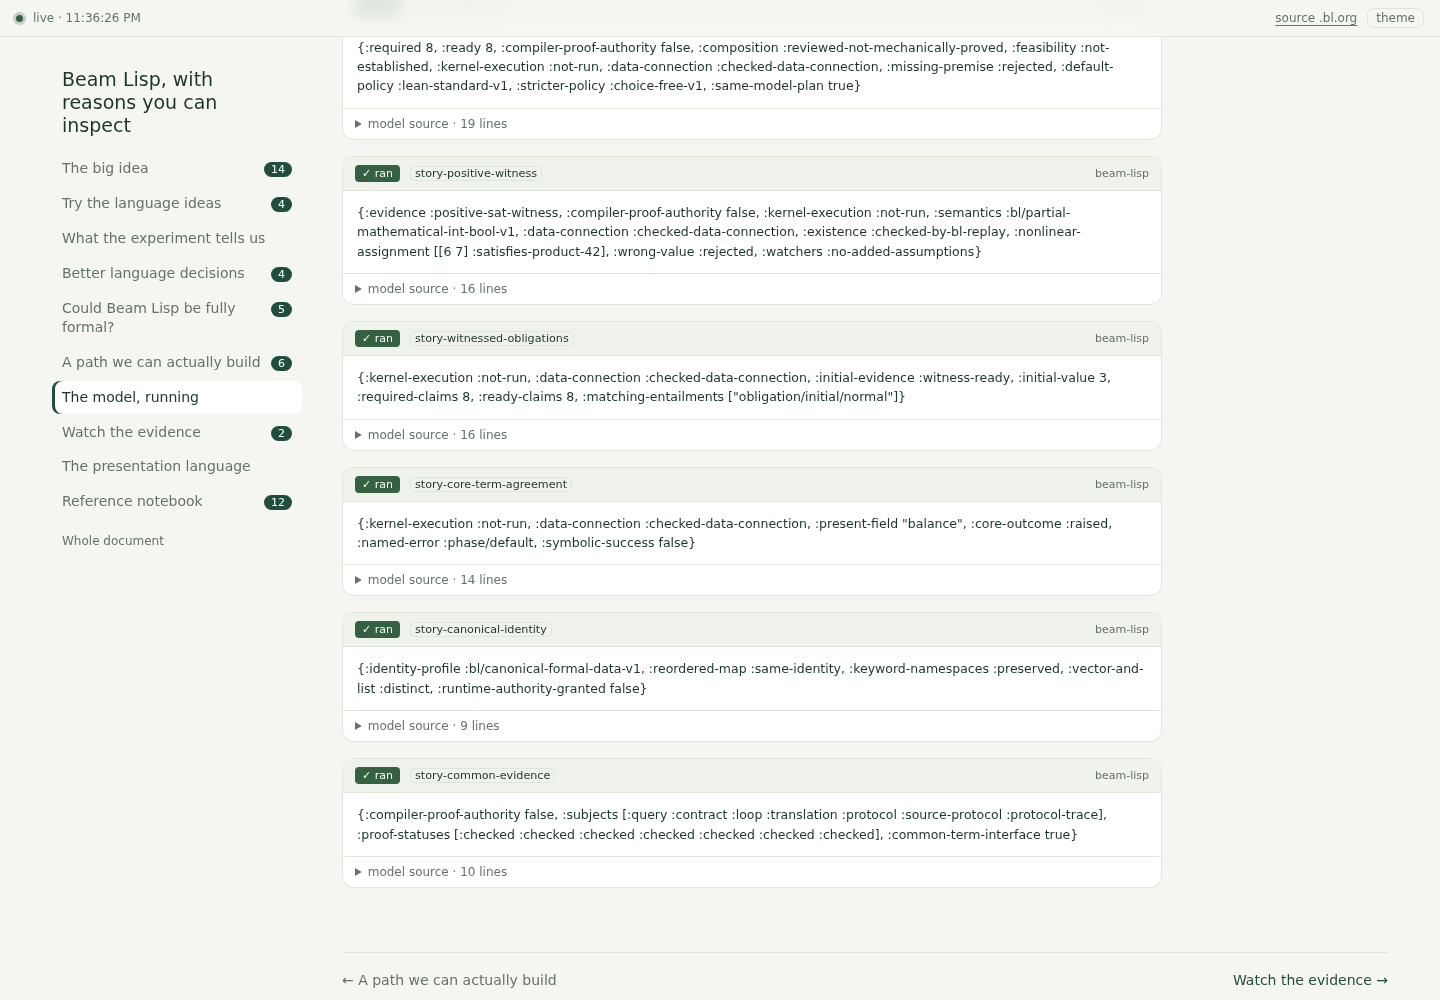 live · 11:36:26 PM
source .bl.org
theme
Beam Lisp, with
reasons you can
inspect
The big idea 14
Try the language ideas 4
What the experiment tells us
Better language decisions 4
Could Beam Lisp be fully
formal? 5
A path we can actually build 6
The model, running
Watch the evidence 2
The presentation language
Reference notebook 12
Whole document
{:required 8, :ready 8, :compiler-proof-authority false, :composition :reviewed-not-mechanically-proved, :feasibility :not-
established, :kernel-execution :not-run, :data-connection :checked-data-connection, :missing-premise :rejected, :default-
policy :lean-standard-v1, :stricter-policy :choice-free-v1, :same-model-plan true}
▶ model source · 19 lines
✓ ran story-positive-witness beam-lisp
{:evidence :positive-sat-witness, :compiler-proof-authority false, :kernel-execution :not-run, :semantics :bl/partial-
mathematical-int-bool-v1, :data-connection :checked-data-connection, :existence :checked-by-bl-replay, :nonlinear-
assignment [[6 7] :satisfies-product-42], :wrong-value :rejected, :watchers :no-added-assumptions}
▶ model source · 16 lines
✓ ran story-witnessed-obligations beam-lisp
{:kernel-execution :not-run, :data-connection :checked-data-connection, :initial-evidence :witness-ready, :initial-value 3,
:required-claims 8, :ready-claims 8, :matching-entailments ["obligation/initial/normal"]}
▶ model source · 16 lines
✓ ran story-core-term-agreement beam-lisp
{:kernel-execution :not-run, :data-connection :checked-data-connection, :present-field "balance", :core-outcome :raised,
:named-error :phase/default, :symbolic-success false}
▶ model source · 14 lines
✓ ran story-canonical-identity beam-lisp
{:identity-profile :bl/canonical-formal-data-v1, :reordered-map :same-identity, :keyword-namespaces :preserved, :vector-and-
list :distinct, :runtime-authority-granted false}
▶ model source · 9 lines
✓ ran story-common-evidence beam-lisp
{:compiler-proof-authority false, :subjects [:query :contract :loop :translation :protocol :source-protocol :protocol-trace],
:proof-statuses [:checked :checked :checked :checked :checked :checked :checked], :common-term-interface true}
▶ model source · 10 lines
← A path we can actually build
Watch the evidence →